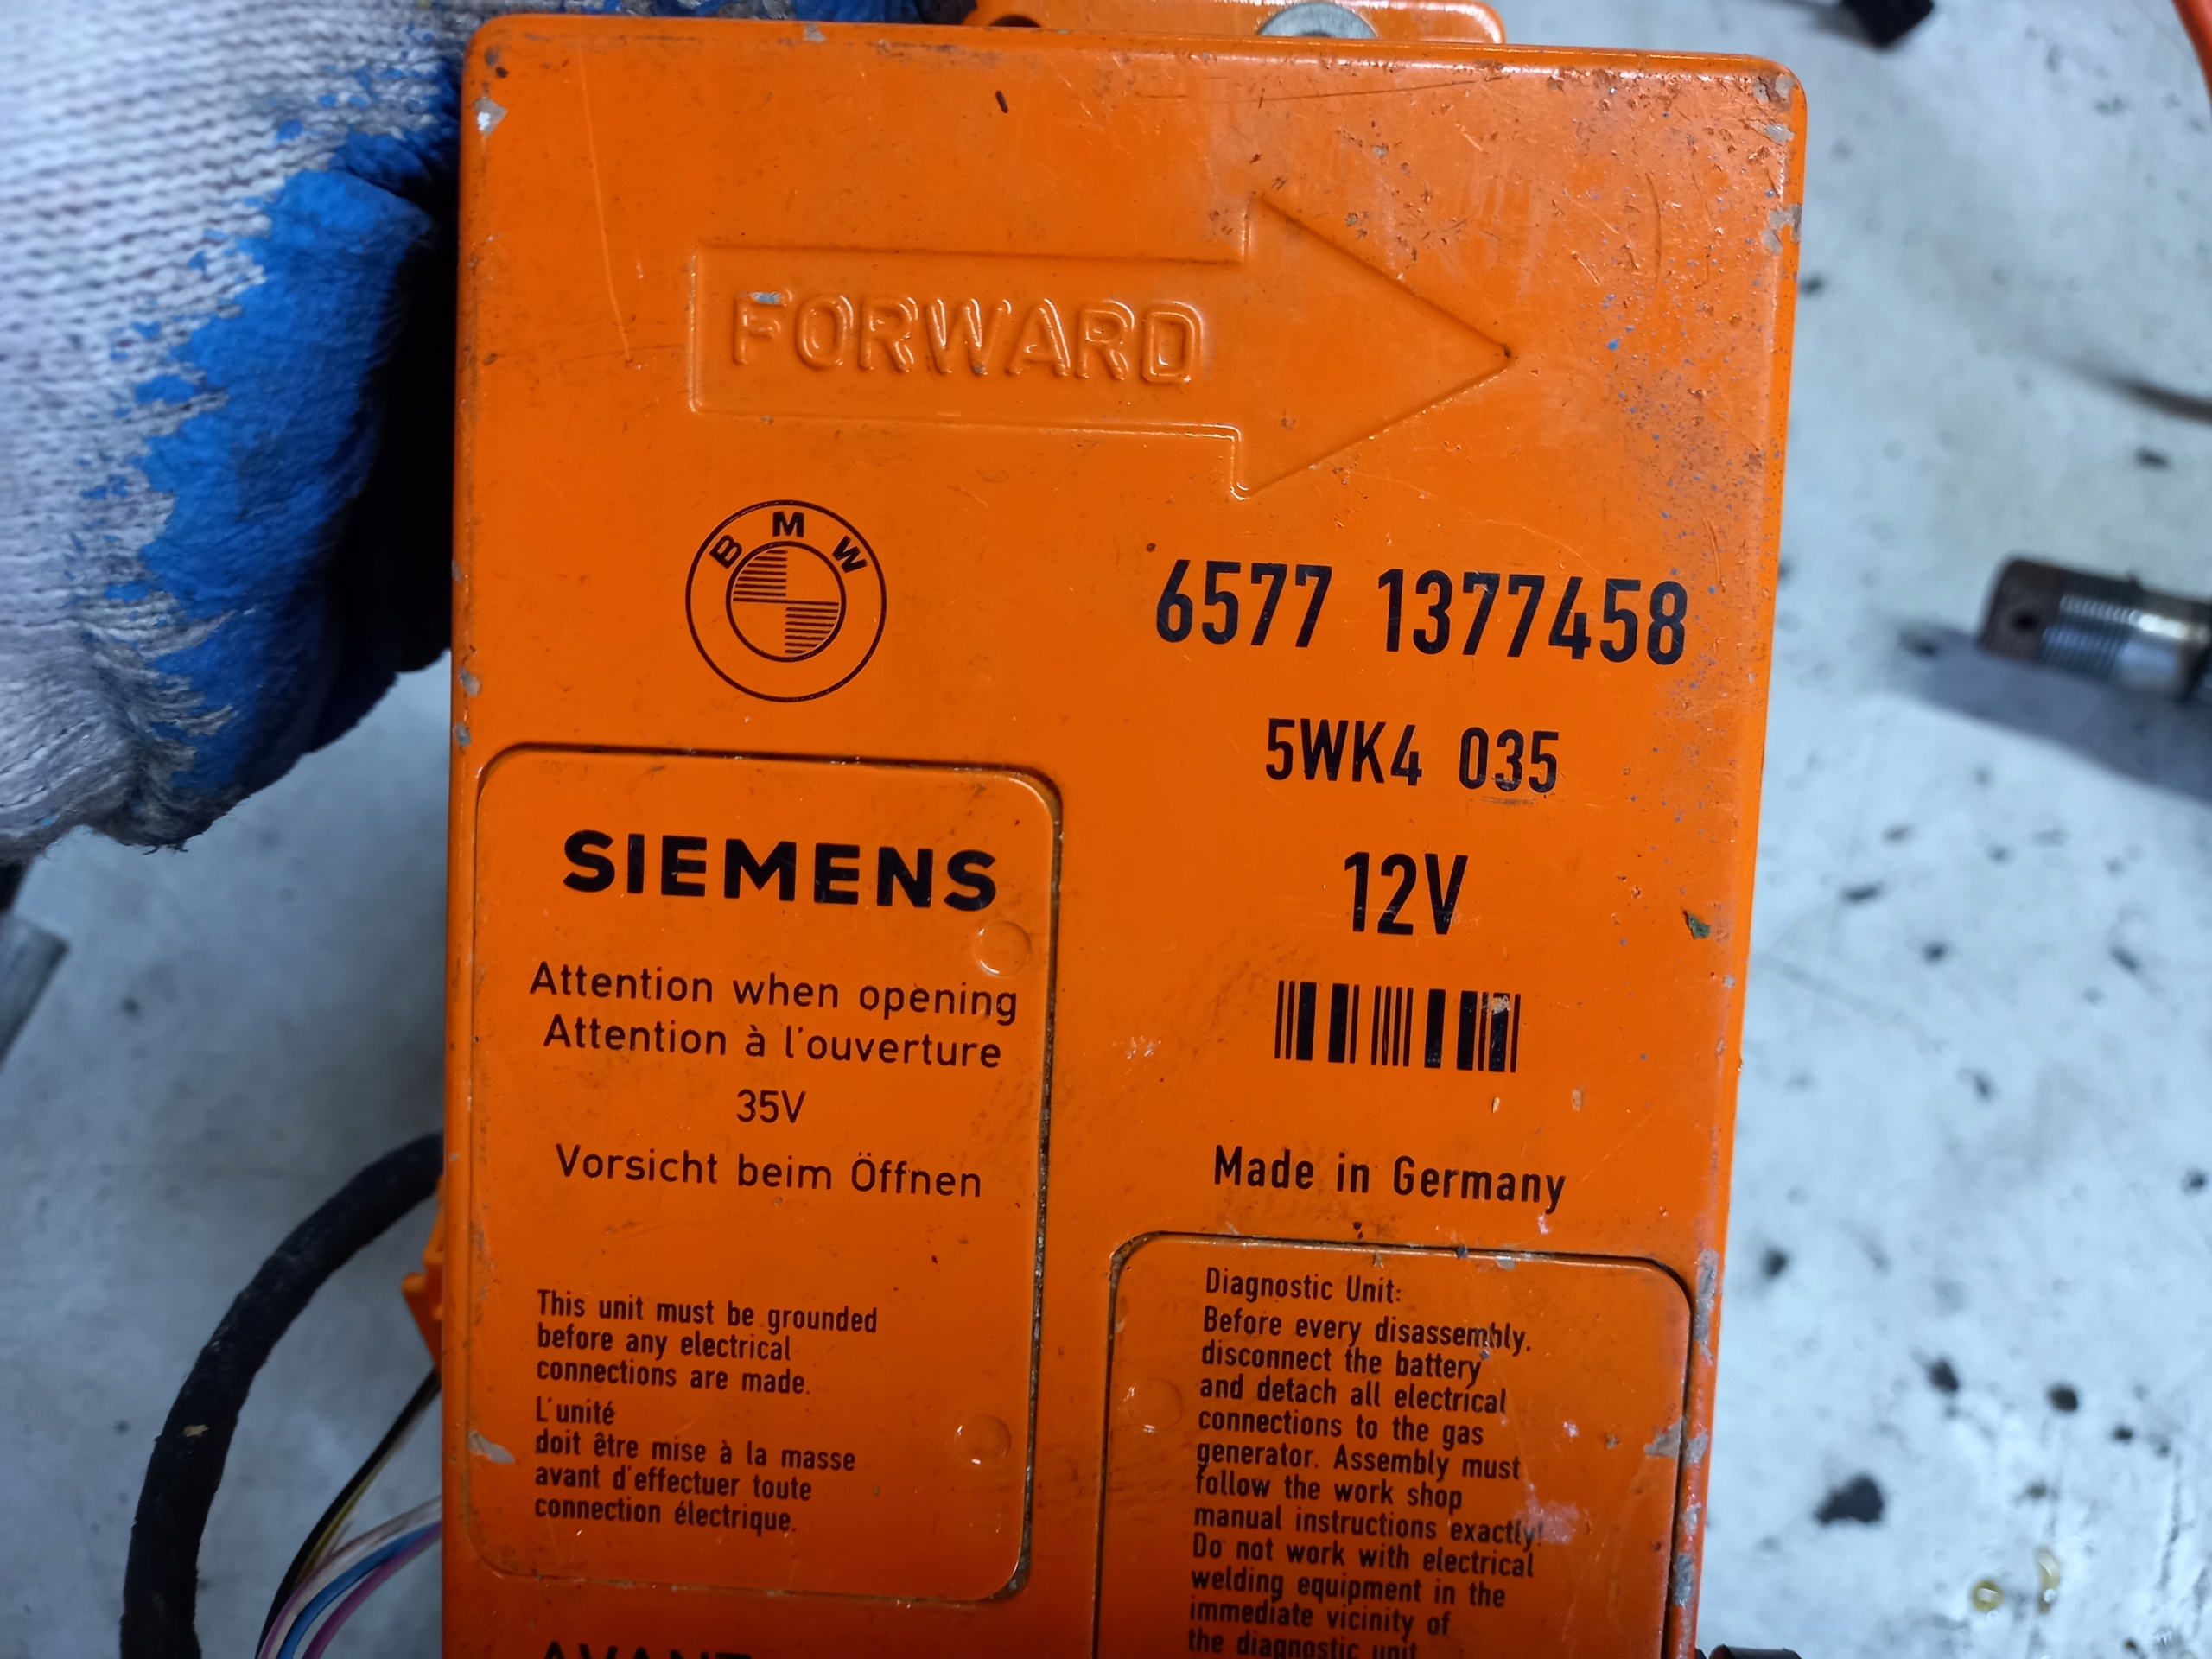 FORWARD
BMW
6577 1377458
5WK4 035
12V
Made in Germany
SIEMENS
Attention when opening
Attention à l'ouverture
35V
Vorsicht beim Öffnen
This unit must be grounded
before any electrical
connections are made.
L'unité
doit être mise à la masse
avant d'effectuer toute
connection électrique.
Diagnostic Unit:
Before every disassembly,
disconnect the battery
and detach all electrical
connections to the gas
generator. Assembly must
follow the work shop
manual instructions exactly!
Do not work with electrical
welding equipment in the
immediate vicinity of
the diagnostic unit
AVANT